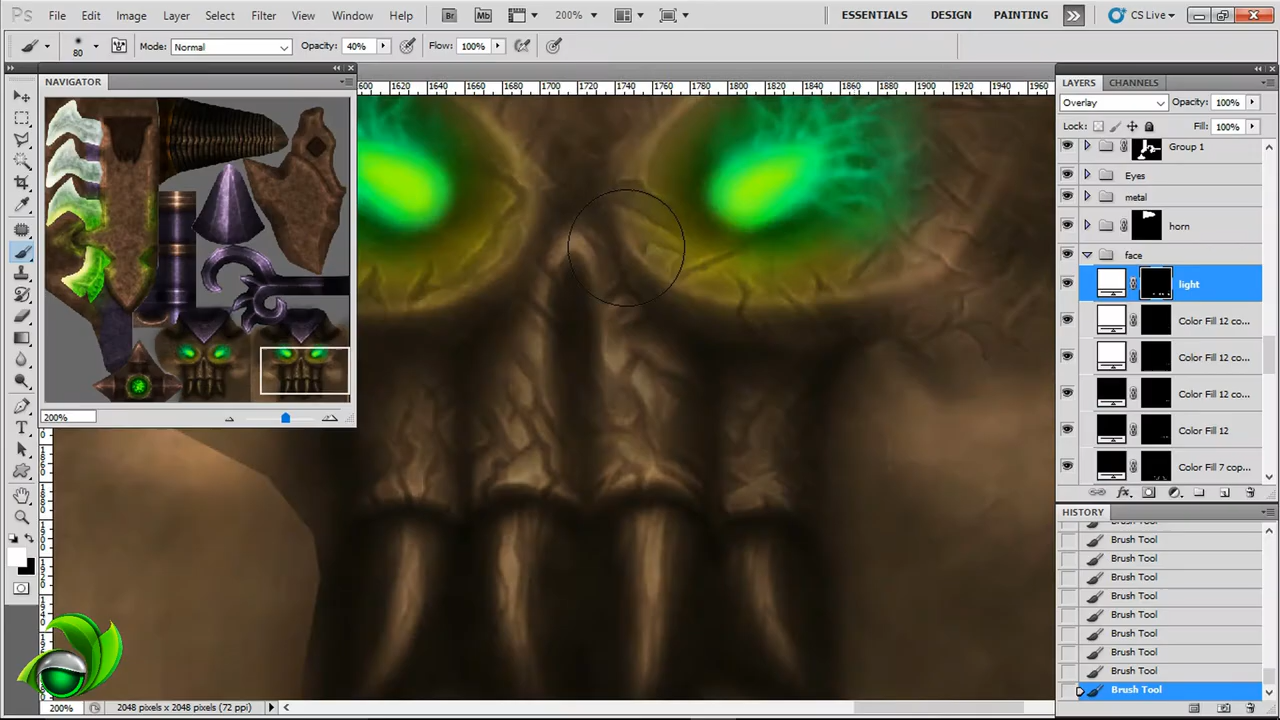 Ps File Edit Image Layer Select Filter View Window Help Br Mb 200% ESSENTIALS DESIGN PAINTING CS Live
80 Mode: Normal Opacity: 40% Flow: 100%
NAVIGATOR
200%
1600 1620 1640 1660 1680 1700 1720 1740 1760 1780 1800 1820 1840 1860 1880 1900 1920 1940 1960
LAYERS CHANNELS
Overlay Opacity: 100%
Lock: Fill: 100%
Group 1
Eyes
metal
horn
face
light
Color Fill 12 co...
Color Fill 12 co...
Color Fill 12 co...
Color Fill 12
Color Fill 7 cop...
fx
HISTORY
Brush Tool
Brush Tool
Brush Tool
Brush Tool
Brush Tool
Brush Tool
Brush Tool
Brush Tool
Brush Tool
200% 2048 pixels x 2048 pixels (72 ppi)